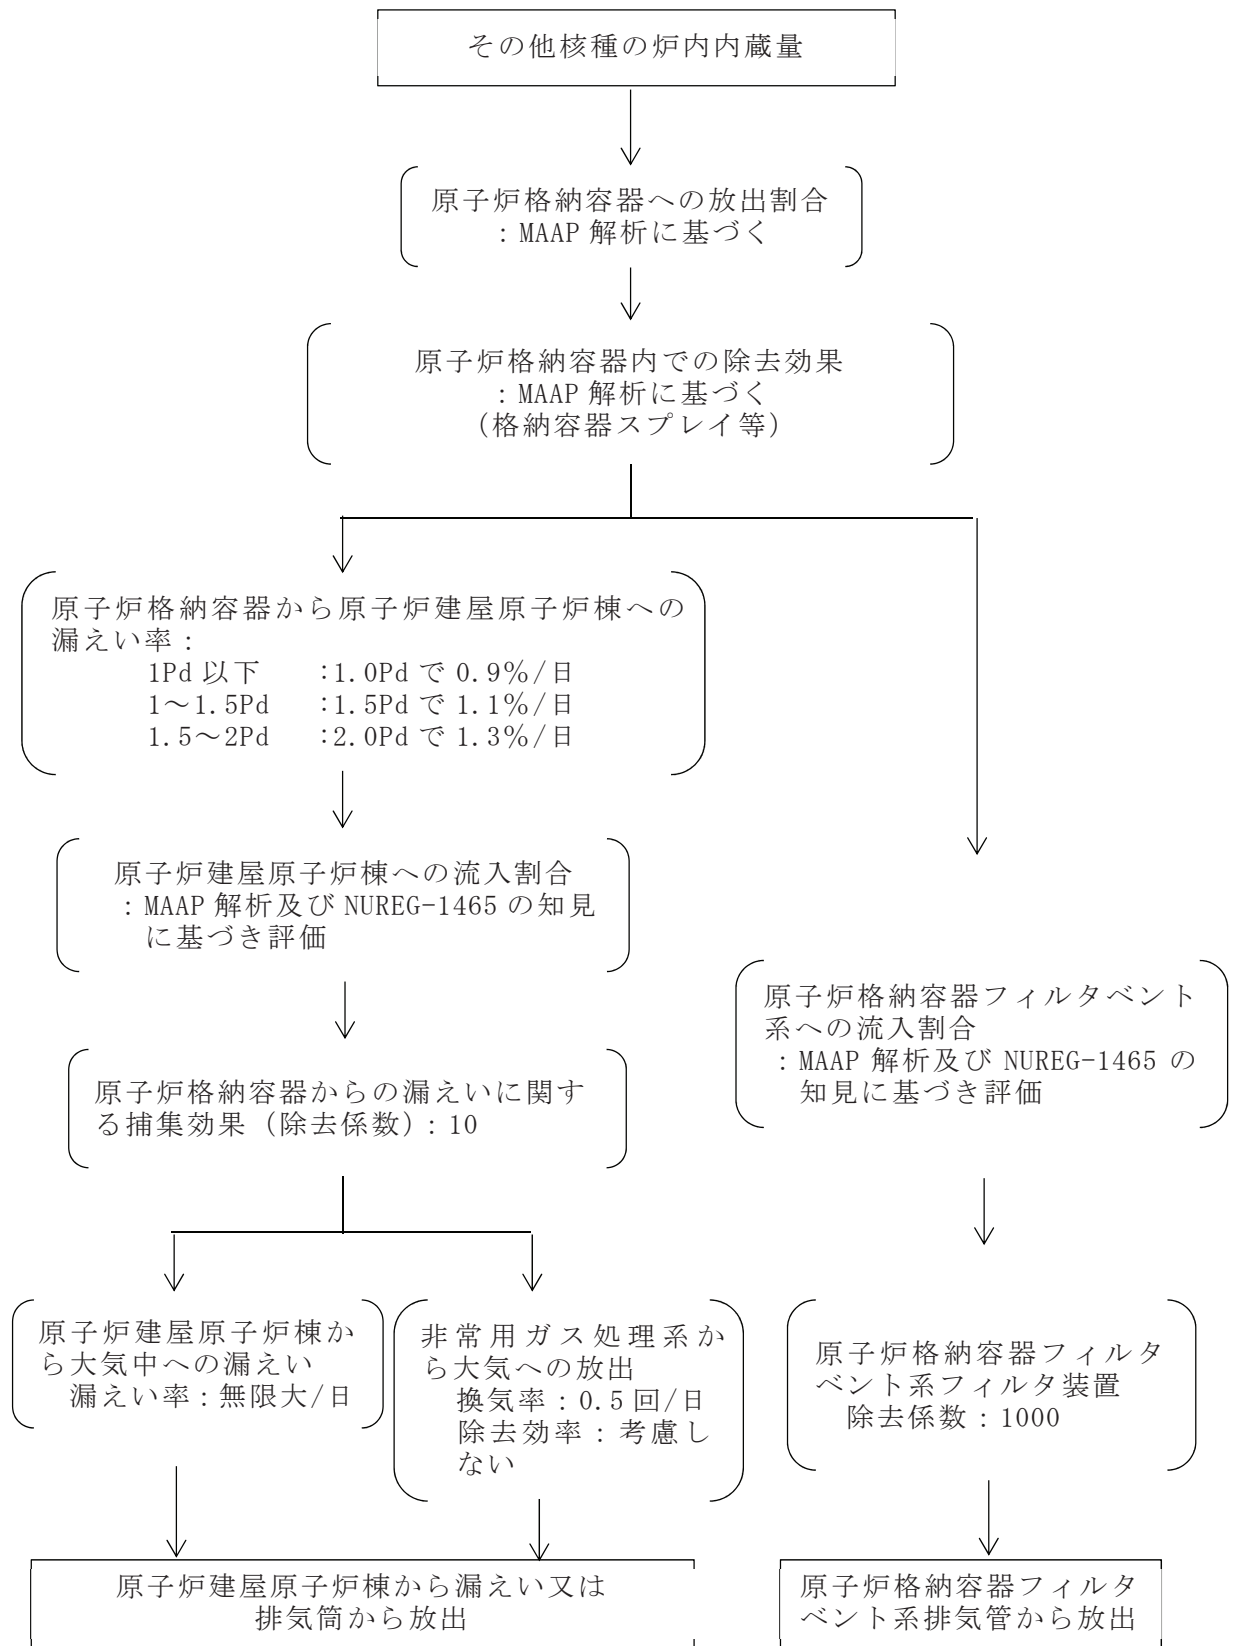 その他核種の炉内内蔵量
原子炉格納容器への放出割合
：MAAP 解析に基づく
原子炉格納容器内での除去効果
：MAAP 解析に基づく
（格納容器スプレイ等）
原子炉格納容器から原子炉建屋原子炉棟への
漏えい率：
1Pd 以下　：1.0Pd で 0.9%/日
1～1.5Pd　：1.5Pd で 1.1%/日
1.5～2Pd　：2.0Pd で 1.3%/日
原子炉建屋原子炉棟への流入割合
：MAAP 解析及び NUREG-1465 の知見
に基づき評価
原子炉格納容器からの漏えいに関す
る捕集効果（除去係数）：10
原子炉建屋原子炉棟か
ら大気中への漏えい
漏えい率：無限大/日
非常用ガス処理系か
ら大気への放出
換気率：0.5 回/日
除去効率：考慮し
ない
原子炉建屋原子炉棟から漏えい又は
排気筒から放出
原子炉格納容器フィルタベント
系への流入割合
：MAAP 解析及び NUREG-1465 の
知見に基づき評価
原子炉格納容器フィルタ
ベント系フィルタ装置
除去係数：1000
原子炉格納容器フィルタ
ベント系排気管から放出